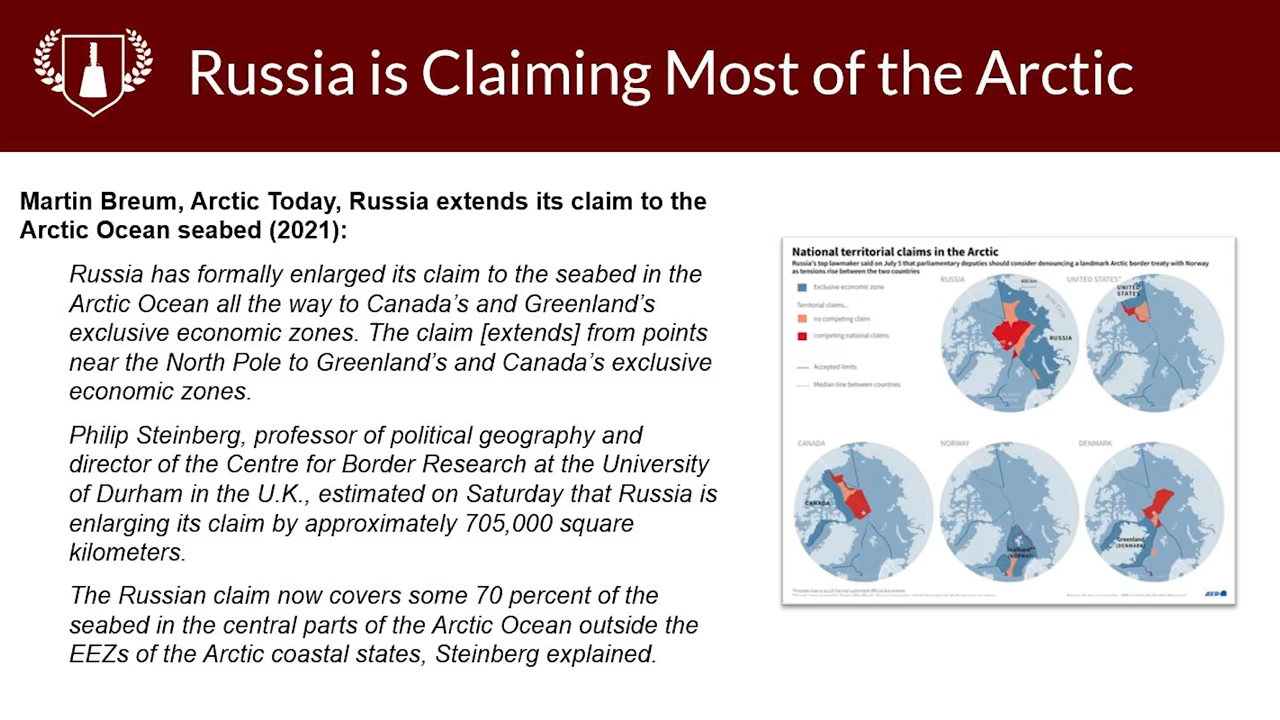 Russia is Claiming Most of the Arctic
Martin Breum, Arctic Today, Russia extends its claim to the
Arctic Ocean seabed (2021):
Russia has formally enlarged its claim to the seabed in the
Arctic Ocean all the way to Canada’s and Greenland’s
exclusive economic zones. The claim [extends] from points
near the North Pole to Greenland’s and Canada’s exclusive
economic zones.
Philip Steinberg, professor of political geography and
director of the Centre for Border Research at the University
of Durham in the U.K., estimated on Saturday that Russia is
enlarging its claim by approximately 705,000 square
kilometers.
The Russian claim now covers some 70 percent of the
seabed in the central parts of the Arctic Ocean outside the
EEZs of the Arctic coastal states, Steinberg explained.
National territorial claims in the Arctic
Russia's top lawmaker said on July 5 that parliamentary deputies should consider denouncing a landmark Arctic border treaty with Norway
as tensions rise between the two countries
Exclusive economic zone
Territorial claims...
no competing claim
competing national claims
Accepted limits
Median line between countries
RUSSIA
RUSSIA
UNITED STATES*
UNITED
STATES
CANADA
CANADA
NORWAY
(NORWAY)
DENMARK
Greenland
(DENMARK)
AFP